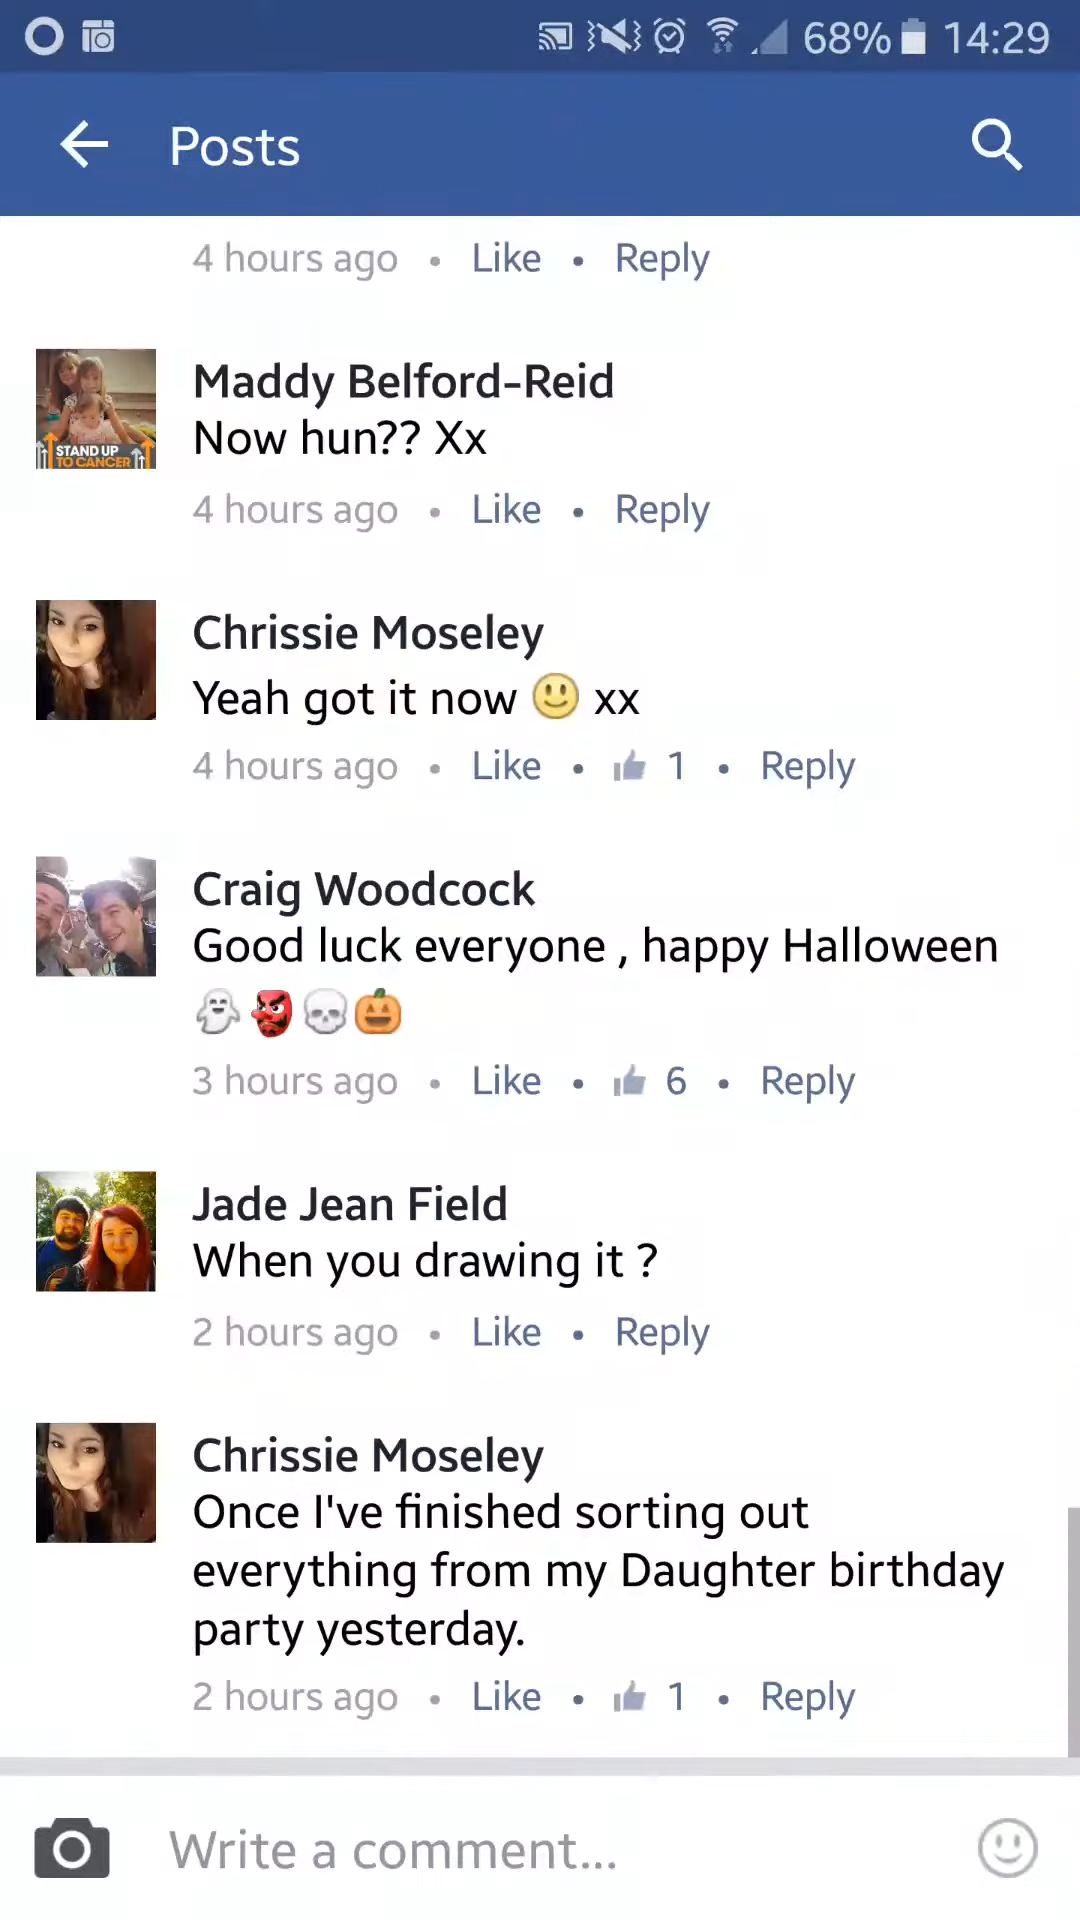 68% 14:29
Posts
4 hours ago • Like • Reply
Maddy Belford-Reid
Now hun?? Xx
STAND UP
TO CANCER
4 hours ago • Like • Reply
Chrissie Moseley
Yeah got it now 🙂 xx
4 hours ago • Like • 1 • Reply
Craig Woodcock
Good luck everyone , happy Halloween
👻👺💀🎃
3 hours ago • Like • 6 • Reply
Jade Jean Field
When you drawing it ?
2 hours ago • Like • Reply
Chrissie Moseley
Once I've finished sorting out
everything from my Daughter birthday
party yesterday.
2 hours ago • Like • 1 • Reply
Write a comment...